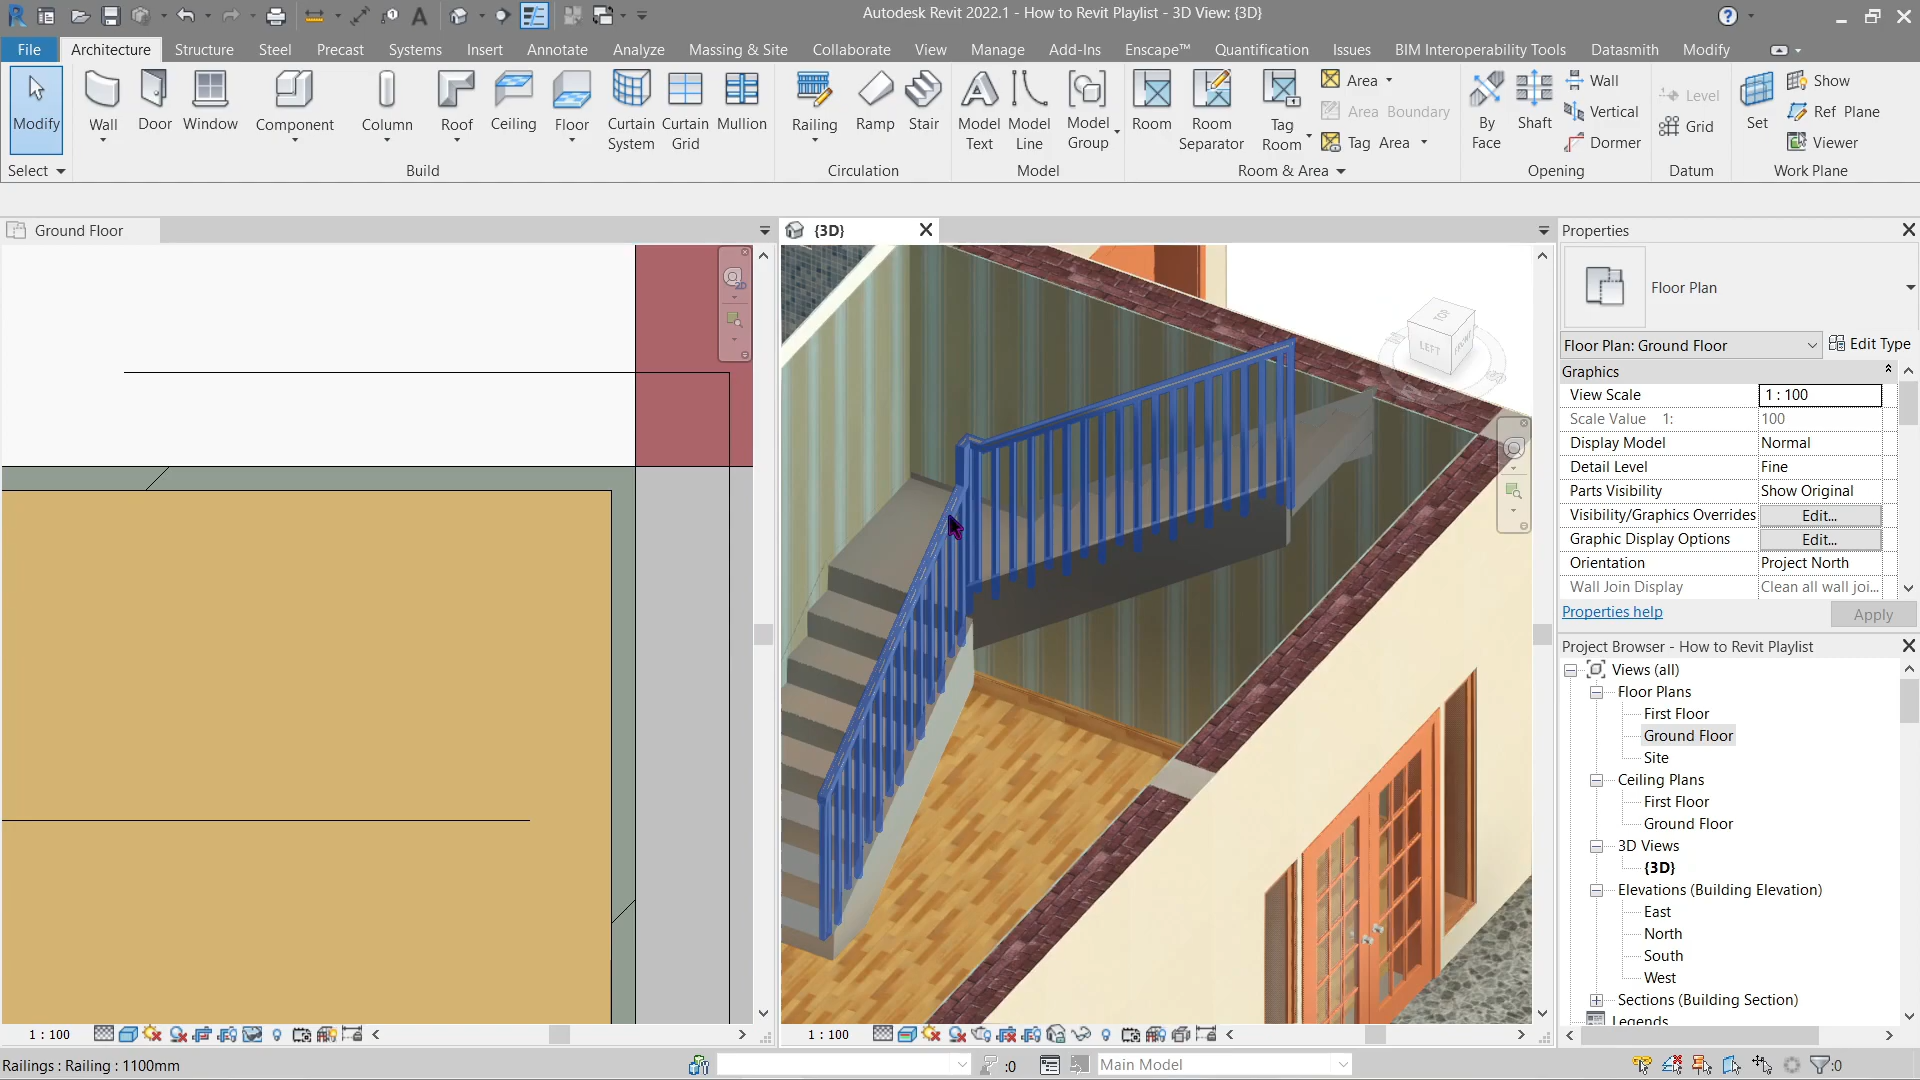 Autodesk Revit 2022.1 - How to Revit Playlist - 3D View: {3D}
File Architecture Structure Steel Precast Systems Insert Annotate Analyze Massing & Site Collaborate View Manage Add-Ins Enscape™ Quantification Issues BIM Interoperability Tools Datasmith Modify
Modify Wall Door Window Component Column Roof Ceiling Floor Curtain System Curtain Grid Mullion Railing Ramp Stair Model Text Model Line Model Group Room Room Separator Tag Room Area Area Boundary Tag Area By Face Shaft Wall Vertical Dormer Level Grid Set Show Ref Plane Viewer
Select Build Circulation Model Room & Area Opening Datum Work Plane
Ground Floor
{3D}
TOP
LEFT
FRONT
Properties
Floor Plan
Floor Plan: Ground Floor Edit Type
Graphics
View Scale 1 : 100
Scale Value 1: 100
Display Model Normal
Detail Level Fine
Parts Visibility Show Original
Visibility/Graphics Overrides Edit...
Graphic Display Options Edit...
Orientation Project North
Wall Join Display Clean all wall joi...
Properties help Apply
Project Browser - How to Revit Playlist
Views (all)
Floor Plans
First Floor
Ground Floor
Site
Ceiling Plans
First Floor
Ground Floor
3D Views
{3D}
Elevations (Building Elevation)
East
North
South
West
Sections (Building Section)
Legends
1 : 100
1 : 100
Railings : Railing : 1100mm :0 Main Model :0